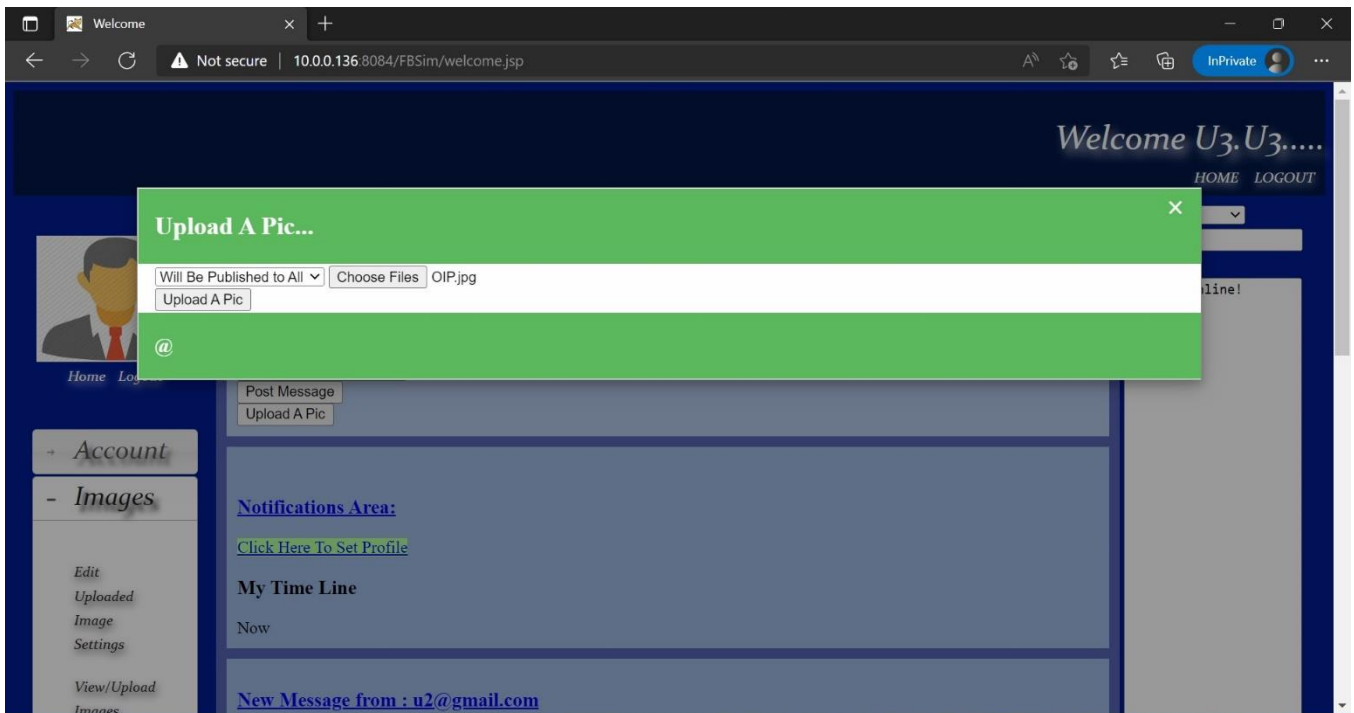 Welcome
Not secure | 10.0.0.136:8084/FBSim/welcome.jsp
InPrivate
Welcome U3.U3.....
HOME LOGOUT
Upload A Pic...
×
Will Be Published to All Choose Files OIP.jpg
Upload A Pic
@
line!
Home
Post Message
Upload A Pic
Account
Images
Notifications Area:
Click Here To Set Profile
Edit
Uploaded
Image
Settings
My Time Line
Now
View/Upload
Images
New Message from : u2@gmail.com